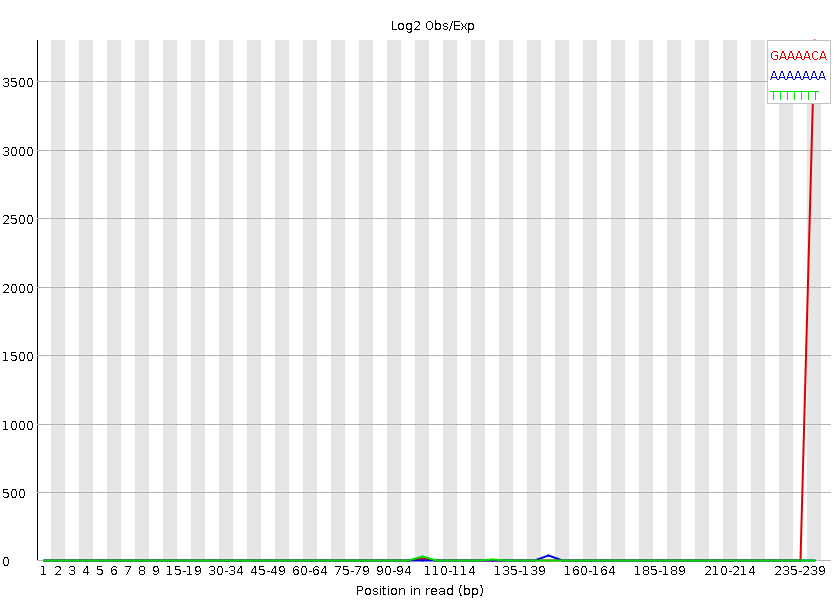 Log2 Obs/Exp
GAAAACA
AAAAAAA
TTTTTTT
3500
3000
2500
2000
1500
1000
500
0
1 2 3 4 5 6 7 8 9 15-19 30-34 45-49 60-64 75-79 90-94 110-114 135-139 160-164 185-189 210-214 235-239
Position in read (bp)